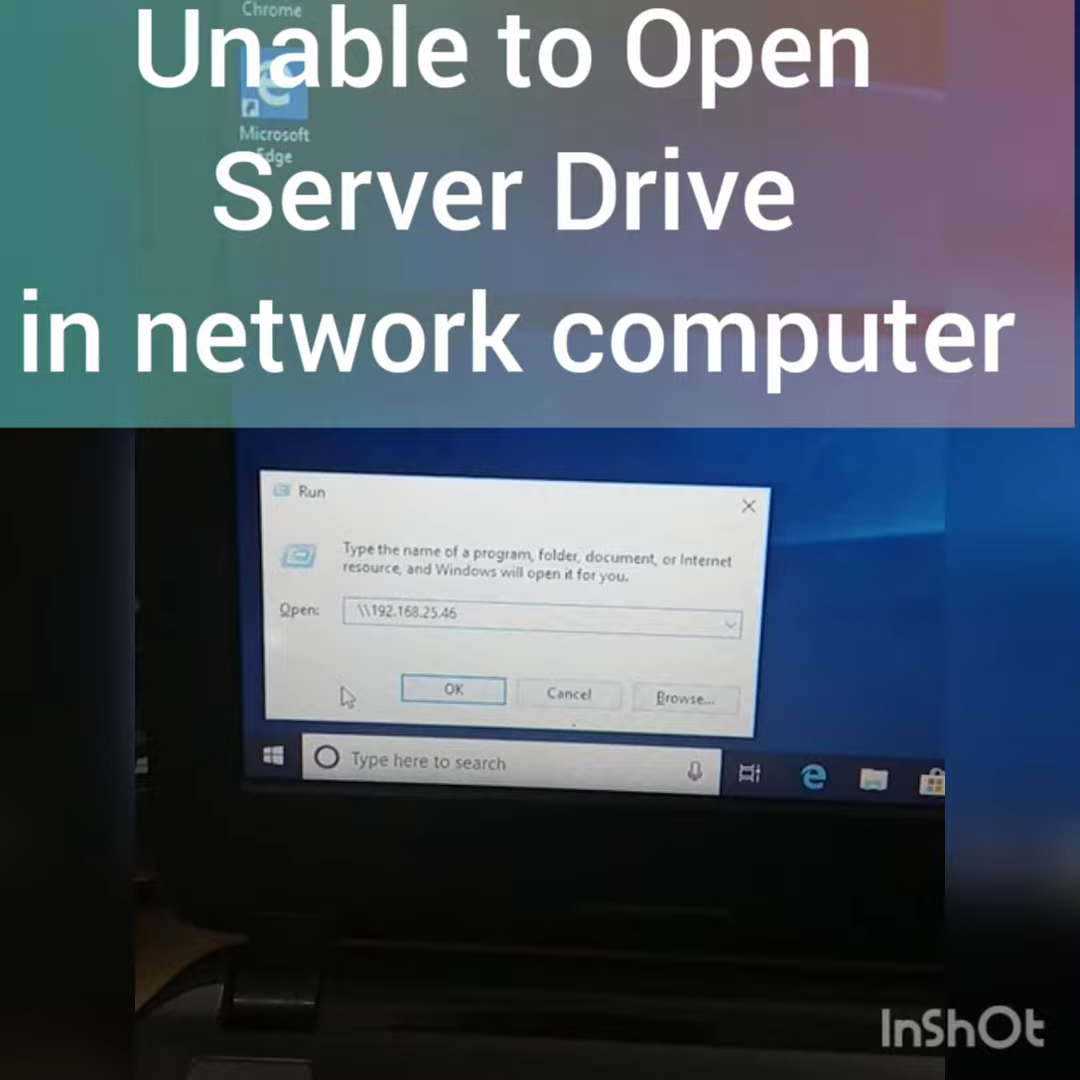 Chrome
Unable to Open
Microsoft
Edge
Server Drive
in network computer
Run
Type the name of a program, folder, document, or Internet
resource, and Windows will open it for you.
Open:
\\192.168.25.46
OK
Cancel
Browse...
Type here to search
InShOt